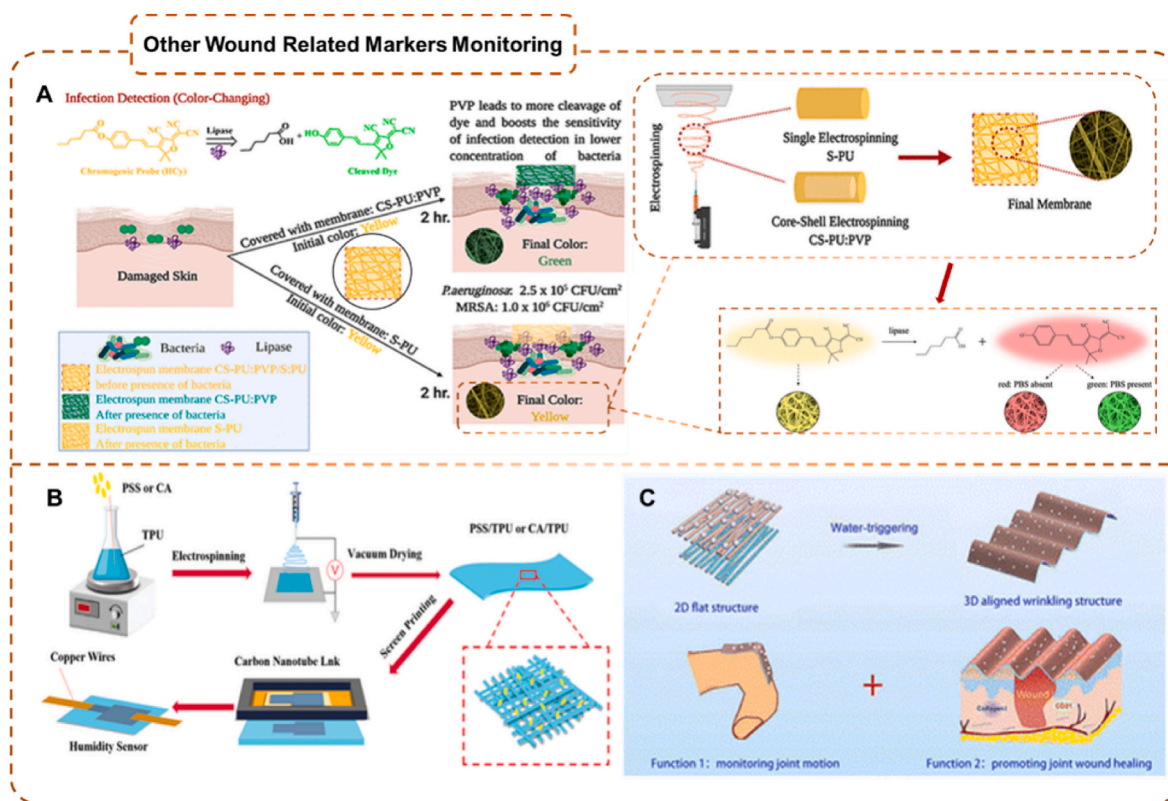 Other Wound Related Markers Monitoring
A
Infection Detection (Color-Changing)
Lipase
OH
+
HO
NC
NC
CN
Chromogenic Probe (HCy)
Cleaved Dye
PVP leads to more cleavage of
dye and boosts the sensitivity
of infection detection in lower
concentration of bacteria
Damaged Skin
Covered with membrane: CS-PU:PVP
Initial color: Yellow
2 hr.
Final Color:
Green
Covered with membrane: S-PU
Initial color: Yellow
P.aeruginosa: 2.5 x 10⁵ CFU/cm²
MRSA: 1.0 x 10⁶ CFU/cm²
2 hr.
Final Color:
Yellow
Bacteria
Lipase
Electrospun membrane CS-PU:PVP/S:PU
before presence of bacteria
Electrospun membrane CS-PU:PVP
After presence of bacteria
Electrospun membrane S-PU
After presence of bacteria
Electrospinning
Single Electrospinning
S-PU
Core-Shell Electrospinning
CS-PU:PVP
Final Membrane
lipase
+
red: PBS absent
green: PBS present
B
PSS or CA
TPU
Electrospinning
V
Vacuum Drying
PSS/TPU or CA/TPU
Screen Printing
Carbon Nanotube Lnk
Copper Wires
Humidity Sensor
C
Water-triggering
2D flat structure
3D aligned wrinkling structure
+
Wound
Collagen I
CD31
Function 1: monitoring joint motion
Function 2: promoting joint wound healing